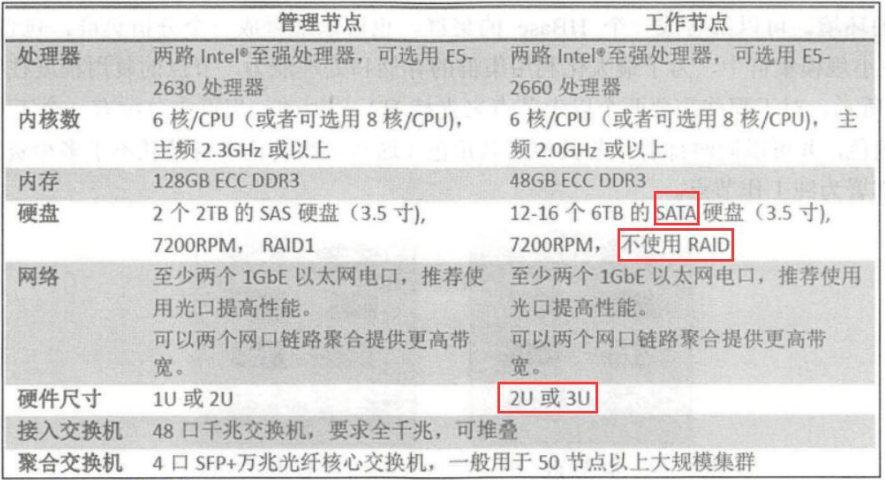 管理节点 工作节点
处理器 两路 Intel®至强处理器，可选用 E5- 两路 Intel®至强处理器，可选用 E5-
2630 处理器 2660 处理器
内核数 6 核/CPU（或者可选用 8 核/CPU)， 6 核/CPU（或者可选用 8 核/CPU)， 主
主频 2.3GHz 或以上 频 2.0GHz 或以上
内存 128GB ECC DDR3 48GB ECC DDR3
硬盘 2 个 2TB 的 SAS 硬盘（3.5 寸)， 12-16 个 6TB 的 SATA 硬盘（3.5 寸)，
7200RPM， RAID1 7200RPM， 不使用 RAID
网络 至少两个 1GbE 以太网电口，推荐使 至少两个 1GbE 以太网电口，推荐使用
用光口提高性能。 光口提高性能。
可以两个网口链路聚合提供更高带 可以两个网口链路聚合提供更高带
宽。 宽。
硬件尺寸 1U 或 2U 2U 或 3U
接入交换机 48 口千兆交换机，要求全千兆，可堆叠
聚合交换机 4 口 SFP+万兆光纤核心交换机，一般用于 50 节点以上大规模集群